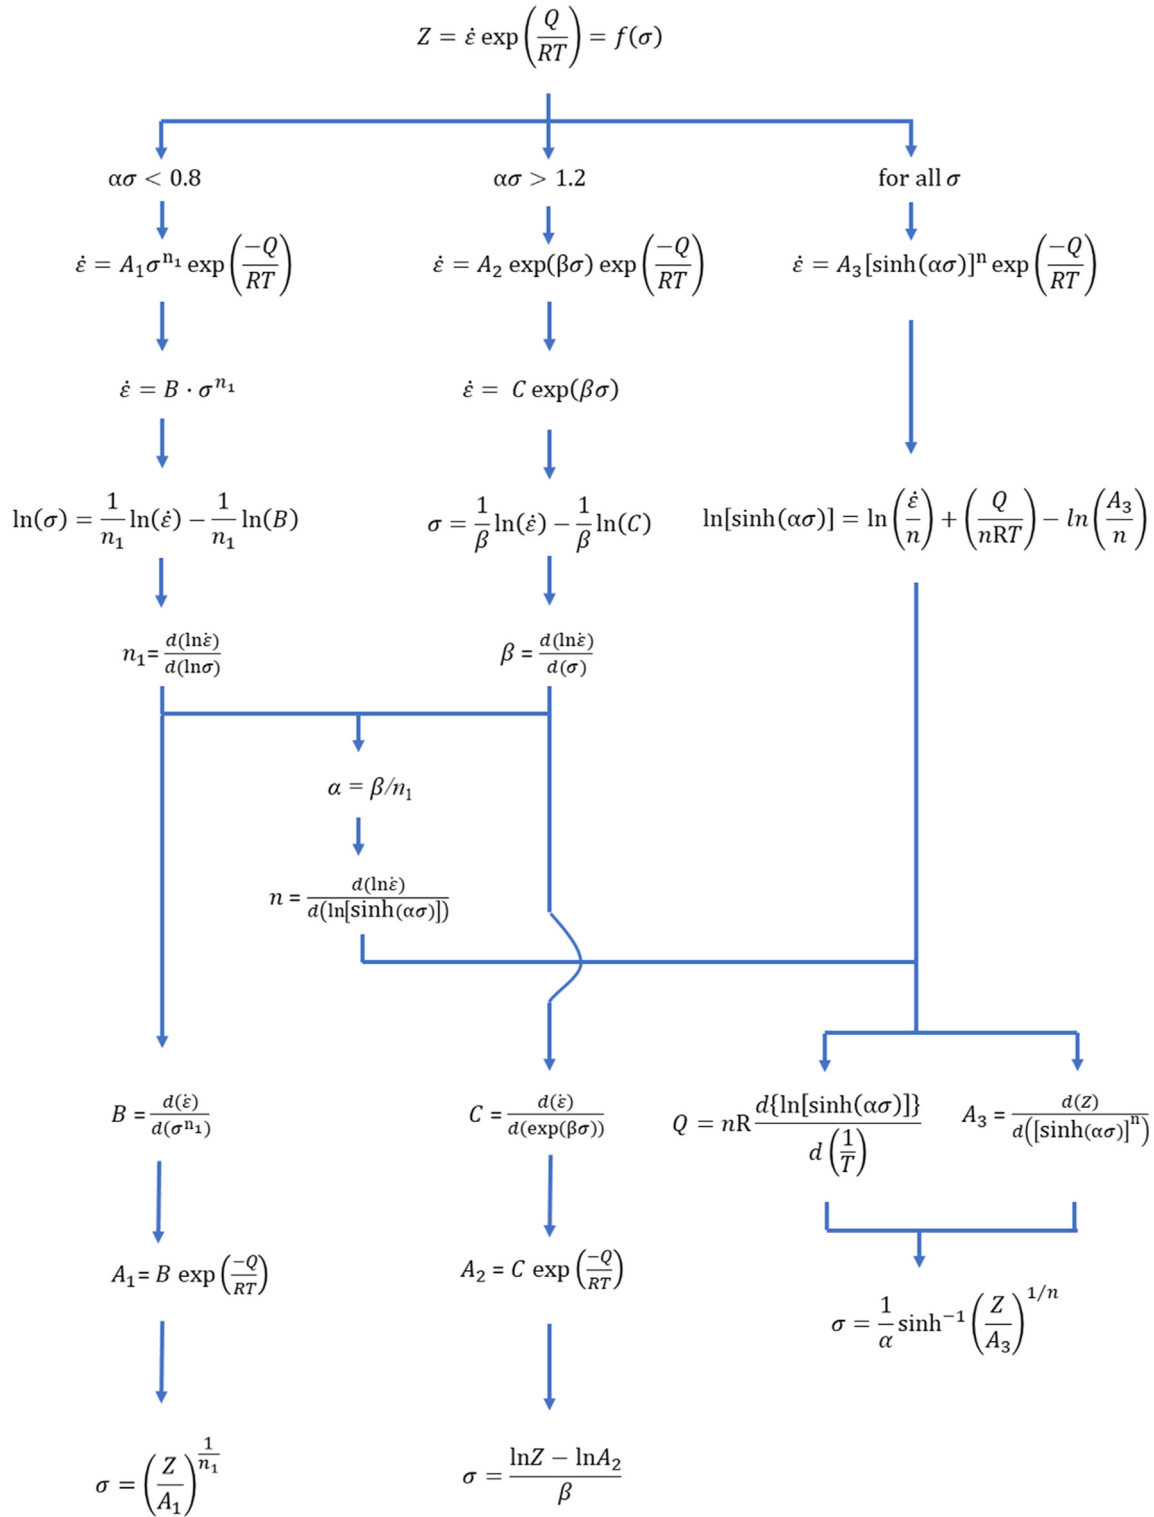 Z = ε̇ exp(Q/RT) = f(σ)
ασ < 0.8
ασ > 1.2
for all σ
ε̇ = A₁σⁿ¹ exp(−Q/RT)
ε̇ = A₂ exp(βσ) exp(−Q/RT)
ε̇ = A₃[sinh(ασ)]ⁿ exp(−Q/RT)
ε̇ = B · σⁿ¹
ε̇ = C exp(βσ)
ln(σ) = 1/n₁ ln(ε̇) − 1/n₁ ln(B)
σ = 1/β ln(ε̇) − 1/β ln(C)
ln[sinh(ασ)] = ln(ε̇/n) + (Q/nRT) − ln(A₃/n)
n₁= d(lnε̇)/d(lnσ)
β = d(lnε̇)/d(σ)
α = β/n₁
n = d(lnε̇)/d(ln[sinh(ασ)])
B = d(ε̇)/d(σⁿ¹)
C = d(ε̇)/d(exp(βσ))
Q = nR d{ln[sinh(ασ)]}/d(1/T)
A₃ = d(Z)/d([sinh(ασ)]ⁿ)
A₁= B exp(−Q/RT)
A₂ = C exp(−Q/RT)
σ = 1/α sinh⁻¹(Z/A₃)^1/n
σ = (Z/A₁)^1/n₁
σ = lnZ − lnA₂/β